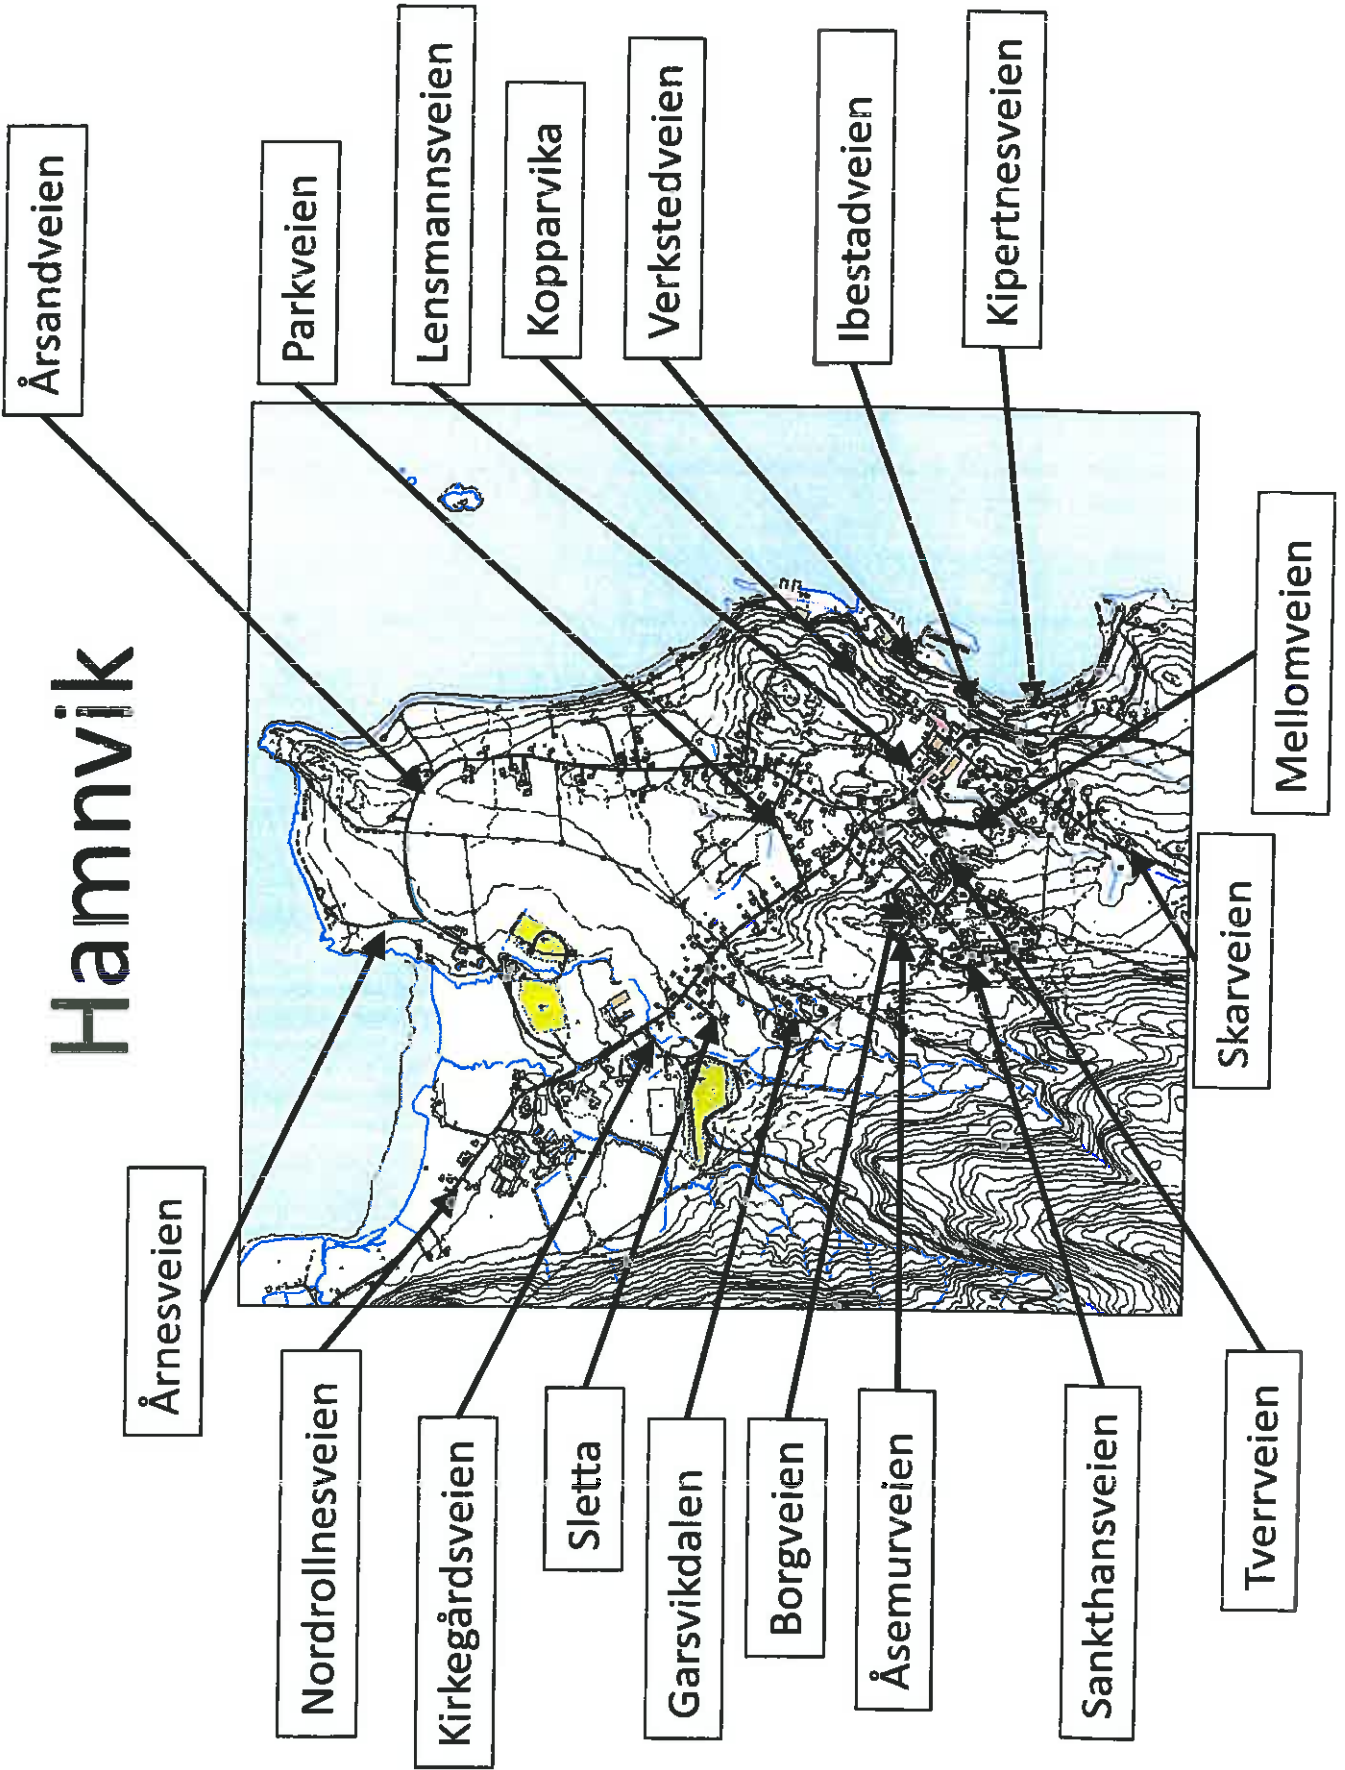 Hamnvik
Årnesveien
Nordrollnesveien
Kirkegårdsveien
Sletta
Garsvikdalen
Borgveien
Åsemurveien
Sankthansveien
Tverrveien
Årsandveien
Parkveien
Lensmannsveien
Kopparvika
Verkstedveien
Ibestadveien
Kipertnesveien
Mellomveien
Skarveien